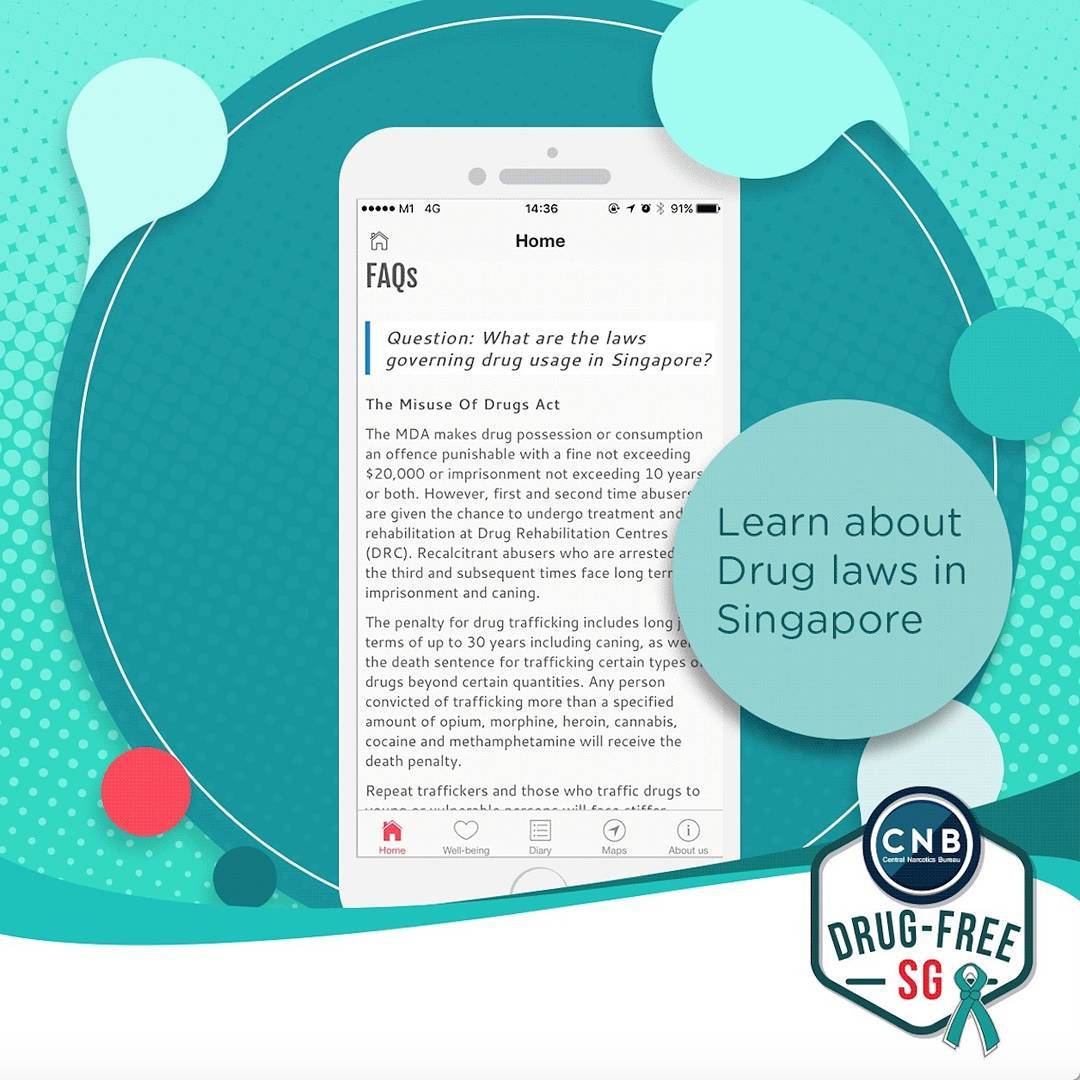 M1 4G 14:36 91%
Home
FAQs
Question: What are the laws
governing drug usage in Singapore?
The Misuse Of Drugs Act
The MDA makes drug possession or consumption
an offence punishable with a fine not exceeding
$20,000 or imprisonment not exceeding 10 years
or both. However, first and second time abusers
are given the chance to undergo treatment and
rehabilitation at Drug Rehabilitation Centres
(DRC). Recalcitrant abusers who are arrested
the third and subsequent times face long
imprisonment and caning.
The penalty for drug trafficking includes long
terms of up to 30 years including caning, as
the death sentence for trafficking certain types
drugs beyond certain quantities. Any person
convicted of trafficking more than a specified
amount of opium, morphine, heroin, cannabis,
cocaine and methamphetamine will receive the
death penalty.
Repeat traffickers and those who traffic drugs to
young or vulnerable persons will face stiffer
Home Well-being Diary Maps About us
Learn about
Drug laws in
Singapore
CNB
Central Narcotics Bureau
DRUG-FREE
SG